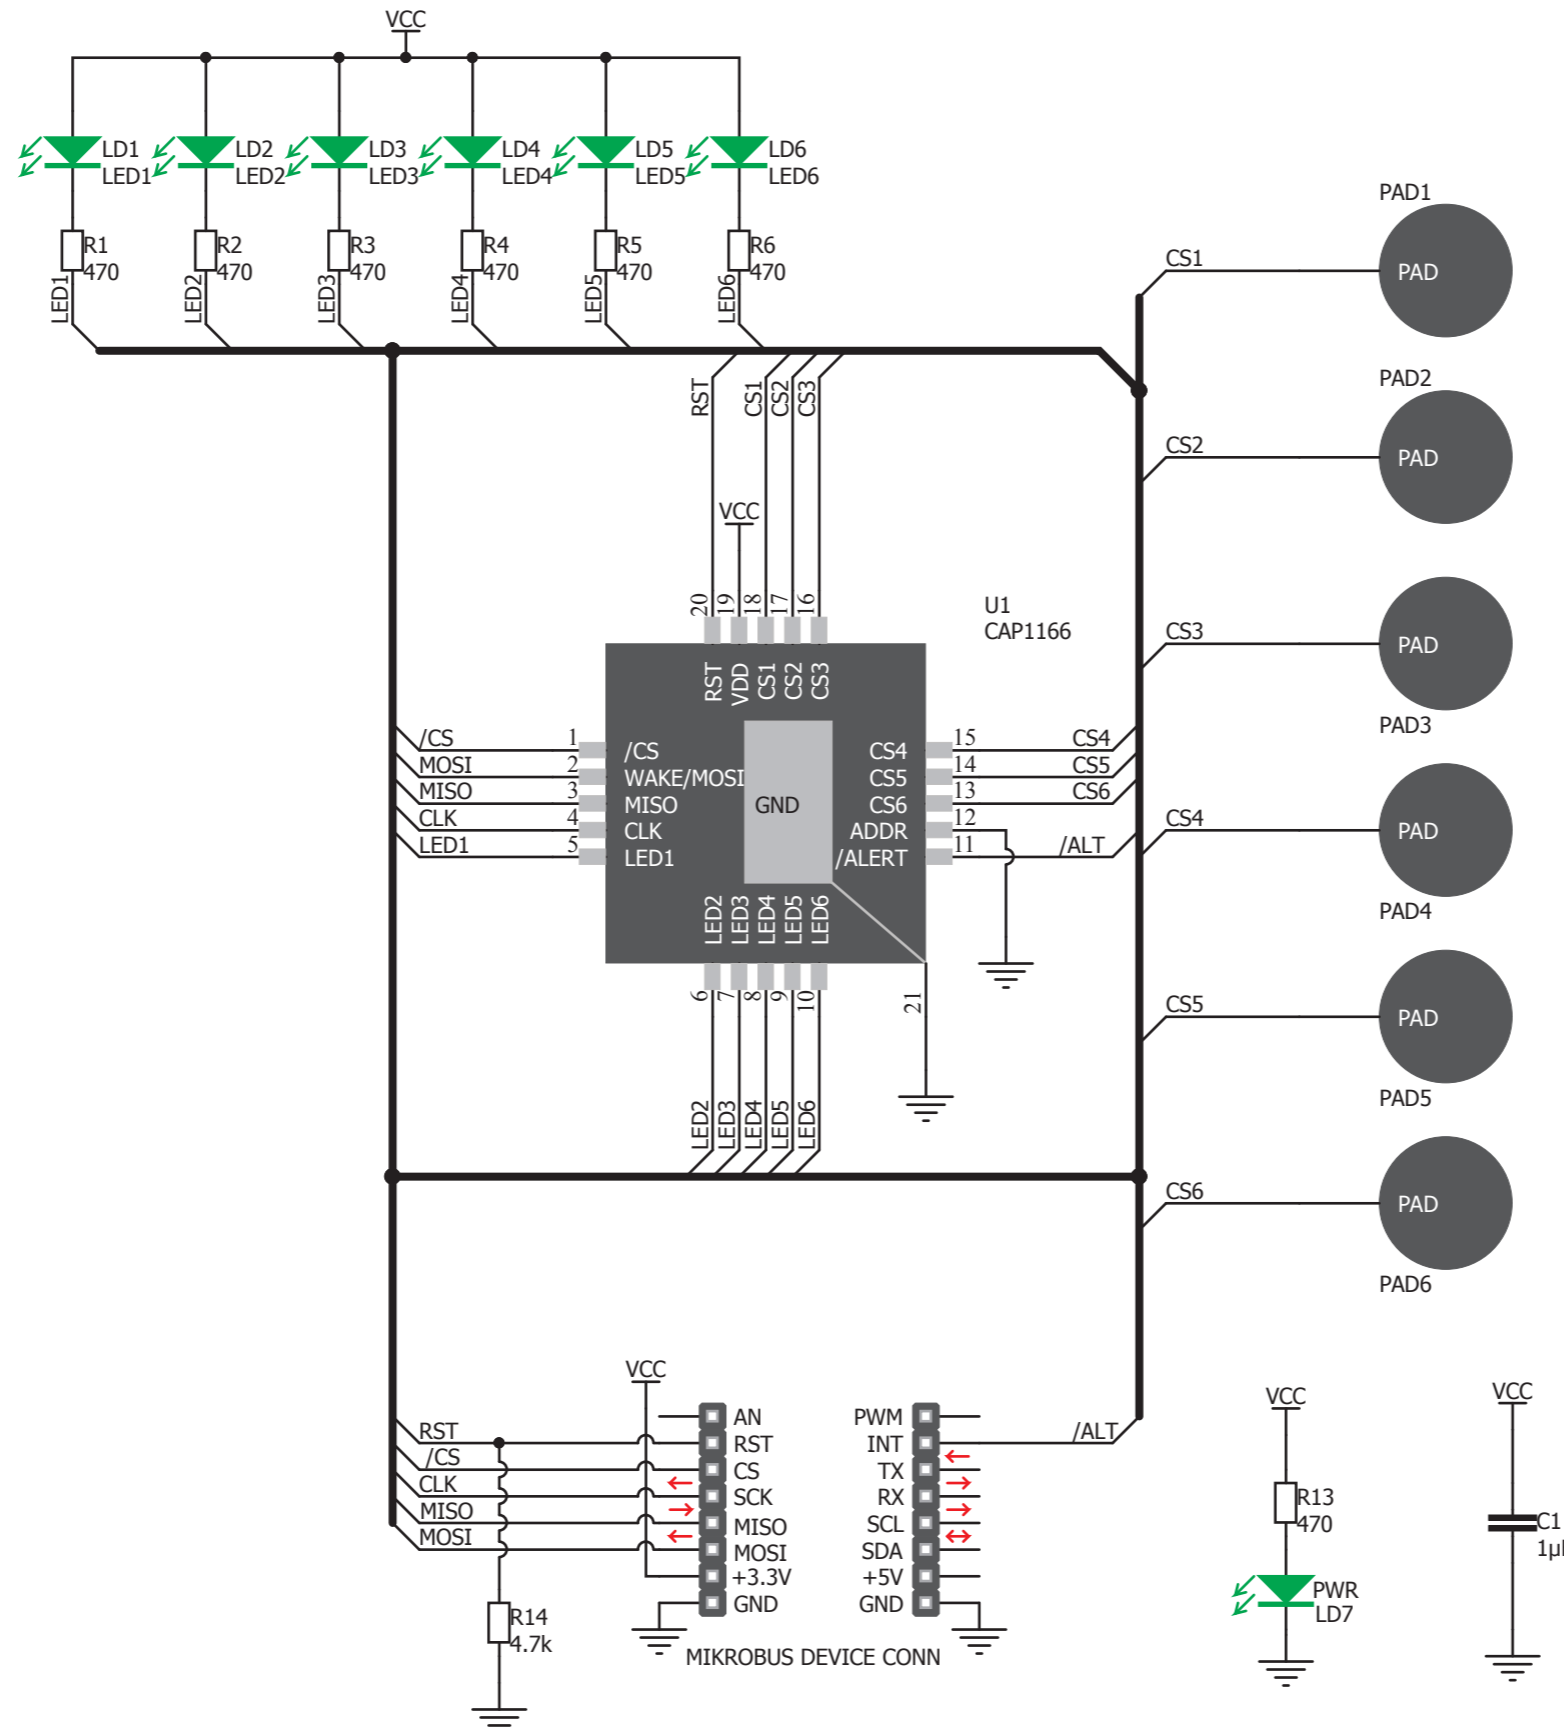 VCC
LD1
LED1
LD2
LED2
LD3
LED3
LD4
LED4
LD5
LED5
LD6
LED6
R1
470
R2
470
R3
470
R4
470
R5
470
R6
470
LED1
LED2
LED3
LED4
LED5
LED6
RST
CS1
CS2
CS3
VCC
20
19
18
17
16
U1
CAP1166
RST
VDD
CS1
CS2
CS3
/CS
MOSI
MISO
CLK
LED1
1
2
3
4
5
/CS
WAKE/MOSI
MISO
CLK
LED1
GND
CS4
CS5
CS6
ADDR
/ALERT
15
14
13
12
11
CS4
CS5
CS6
/ALT
LED2
LED3
LED4
LED5
LED6
6
7
8
9
10
21
LED2
LED3
LED4
LED5
LED6
PAD1
CS1
PAD
PAD2
CS2
PAD
CS3
PAD
PAD3
CS4
PAD
PAD4
CS5
PAD
PAD5
CS6
PAD
PAD6
VCC
RST
/CS
CLK
MISO
MOSI
AN
RST
CS
SCK
MISO
MOSI
+3.3V
GND
PWM
INT
TX
RX
SCL
SDA
+5V
GND
/ALT
R14
4.7k
MIKROBUS DEVICE CONN
VCC
R13
470
PWR
LD7
VCC
C1